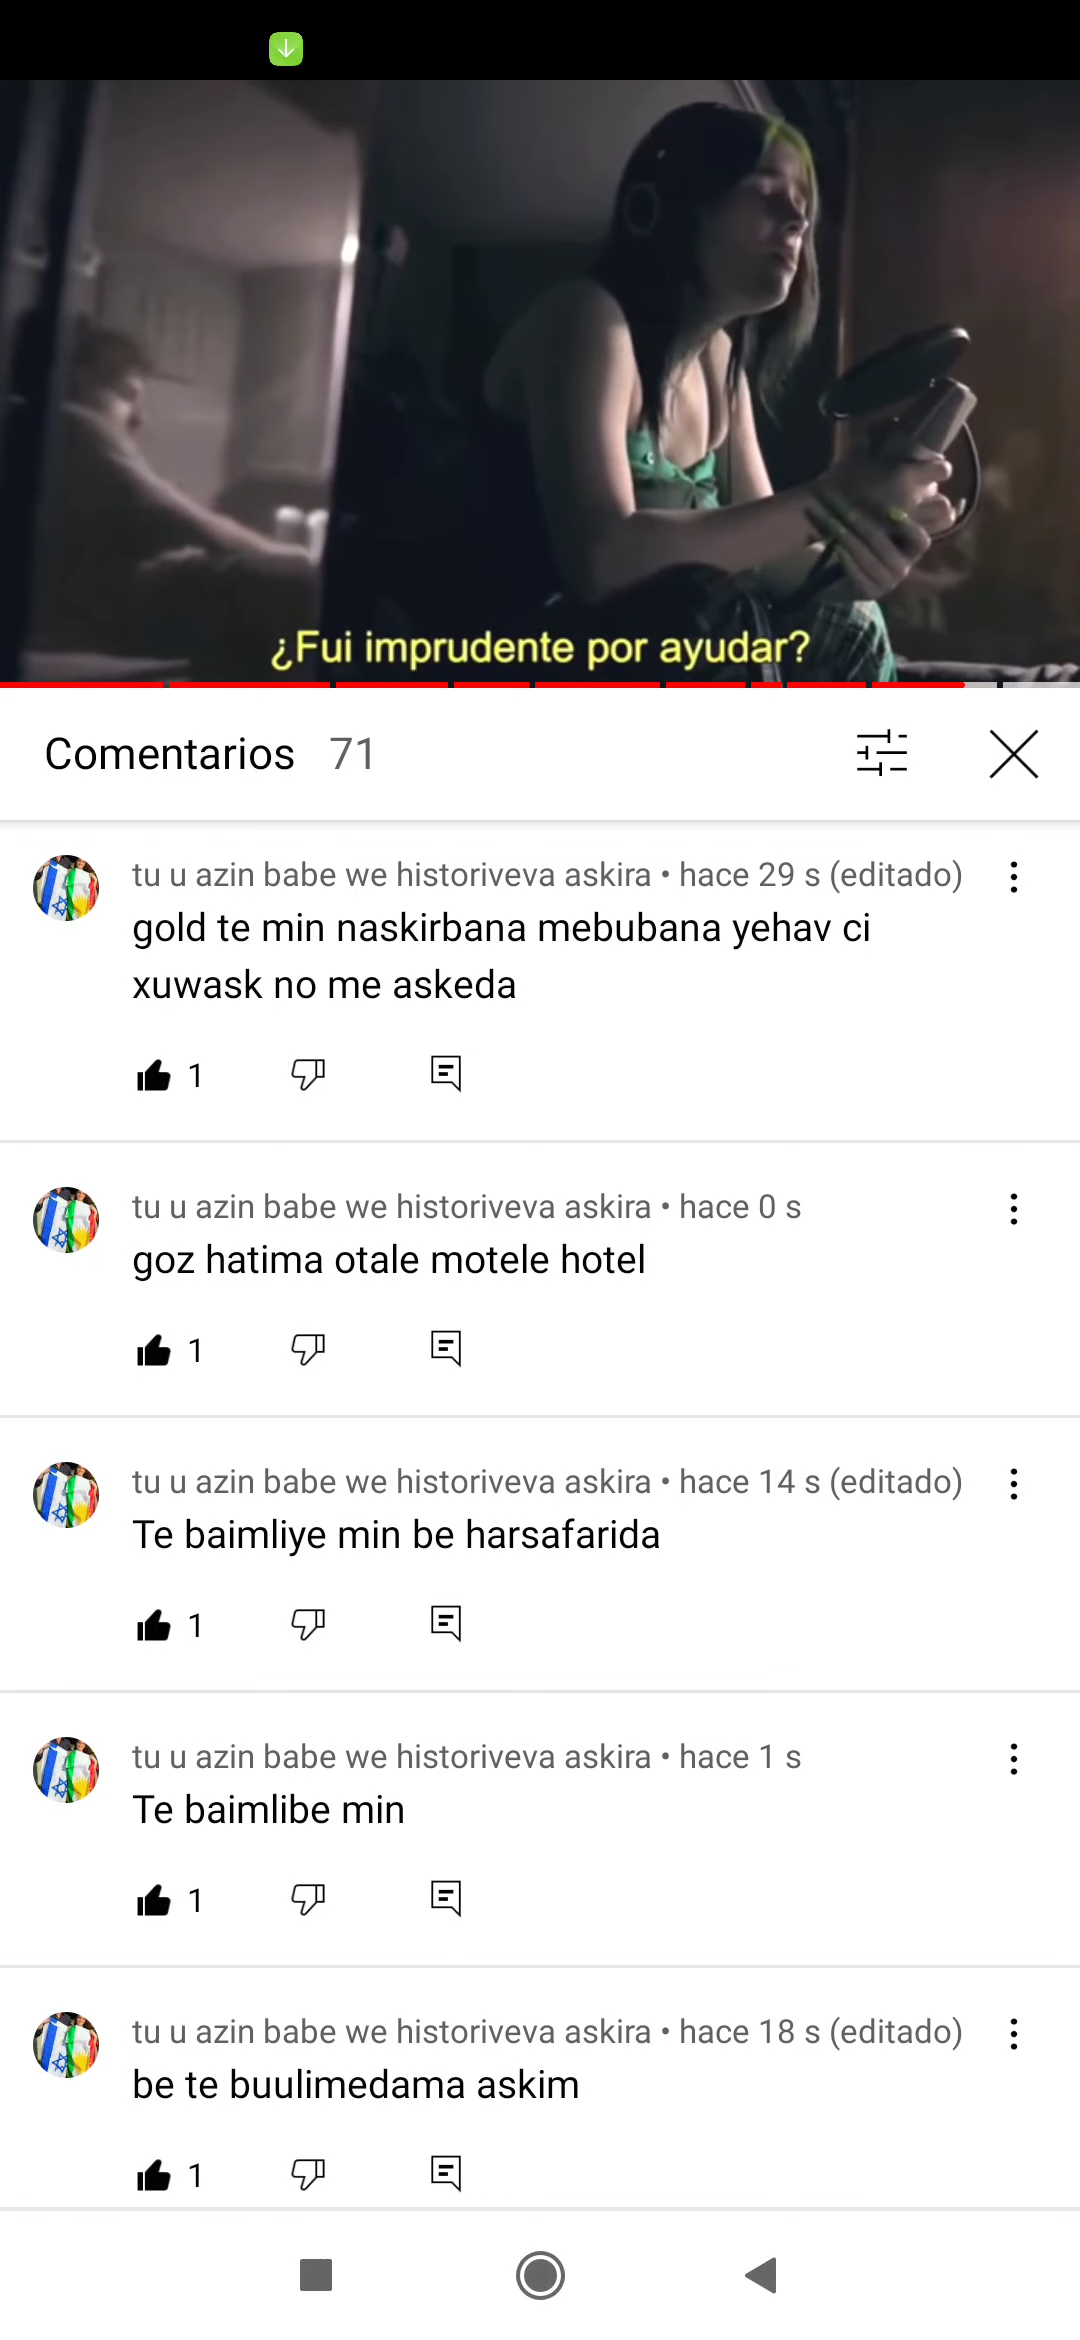 ¿Fui imprudente por ayudar?
Comentarios 71
tu u azin babe we historiveva askira • hace 29 s (editado)
gold te min naskirbana mebubana yehav ci
xuwask no me askeda
1
tu u azin babe we historiveva askira • hace 0 s
goz hatima otale motele hotel
1
tu u azin babe we historiveva askira • hace 14 s (editado)
Te baimliye min be harsafarida
1
tu u azin babe we historiveva askira • hace 1 s
Te baimlibe min
1
tu u azin babe we historiveva askira • hace 18 s (editado)
be te buulimedama askim
1